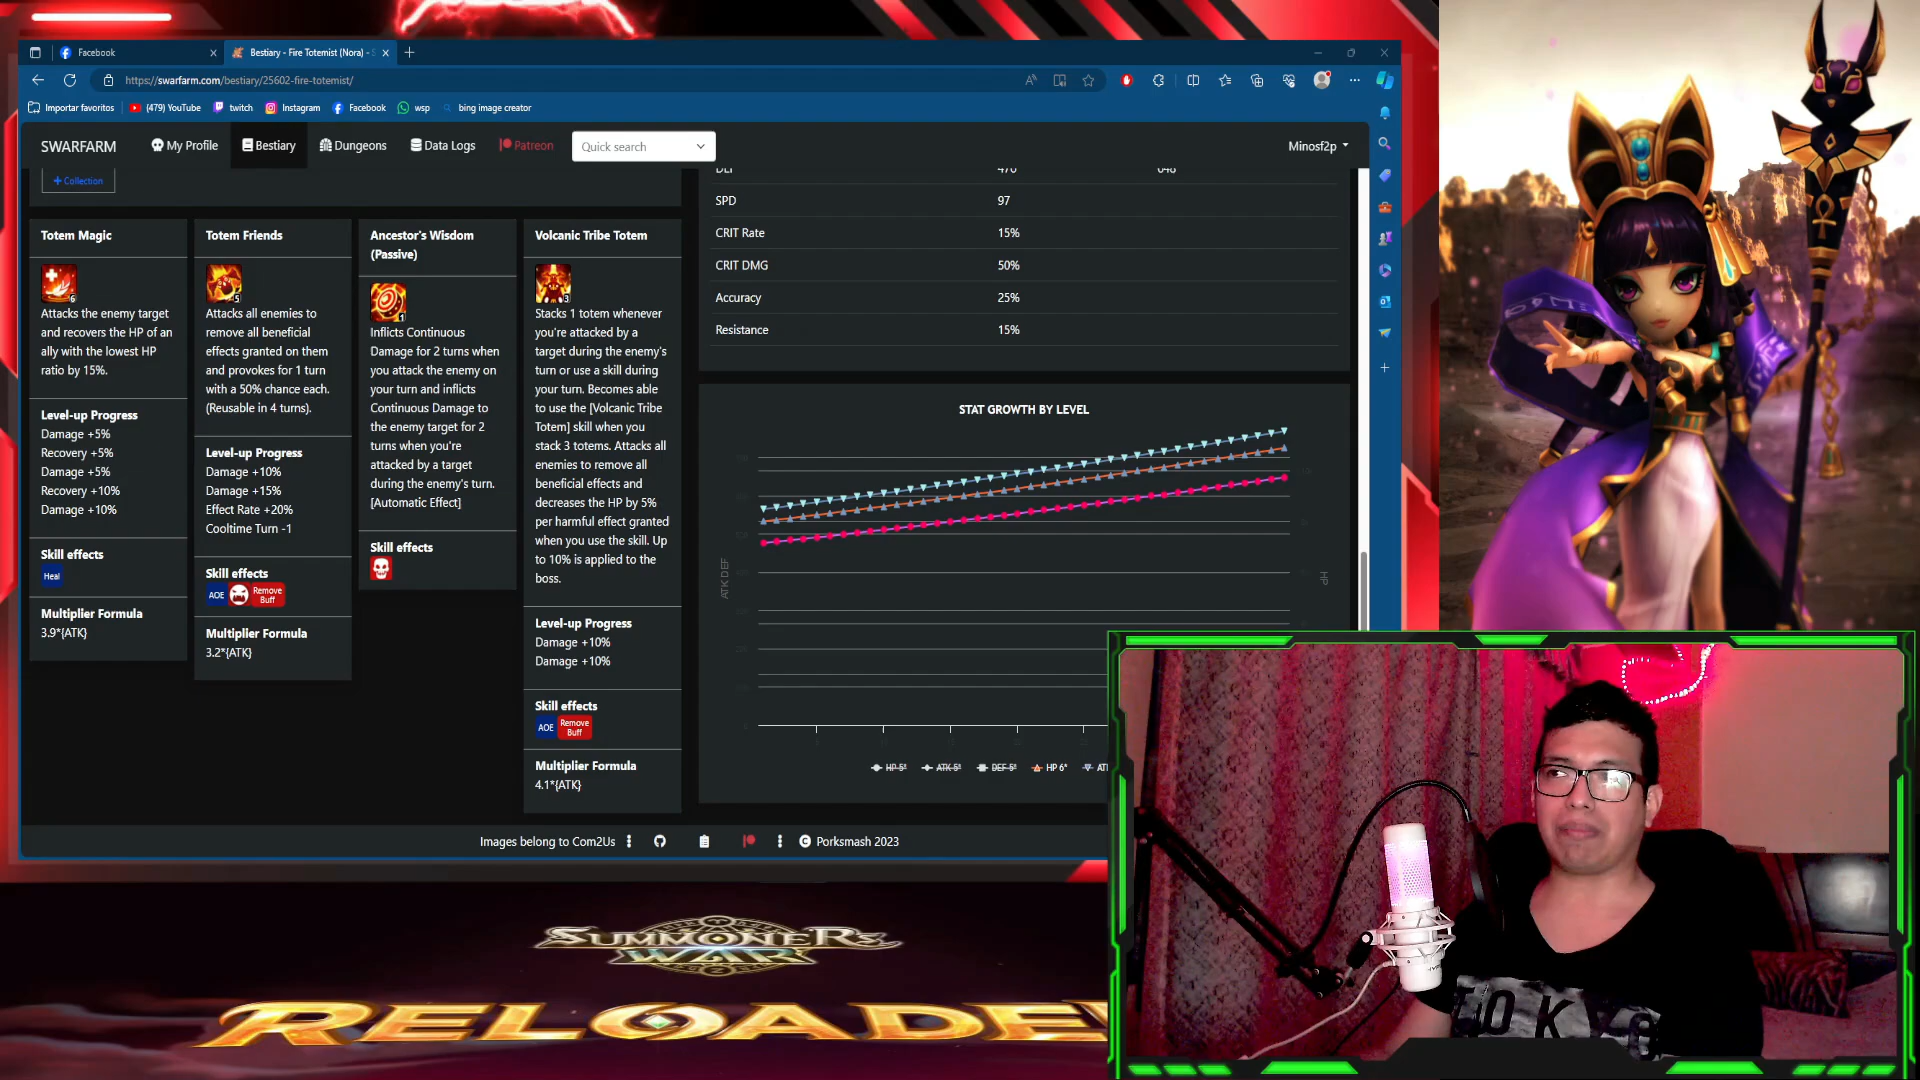 Facebook
Bestiary - Fire Totemist (Nora) - S
https://swarfarm.com/bestiary/25602-fire-totemist/
Importar favoritos
(479) YouTube
twitch
Instagram
Facebook
wsp
bing image creator
SWARFARM
My Profile
Bestiary
Dungeons
Data Logs
Patreon
Quick search
Minosf2p
+ Collection
Totem Magic
6
Attacks the enemy target
and recovers the HP of an
ally with the lowest HP
ratio by 15%.
Level-up Progress
Damage +5%
Recovery +5%
Damage +5%
Recovery +10%
Damage +10%
Skill effects
Heal
Multiplier Formula
3.9*{ATK}
Totem Friends
5
Attacks all enemies to
remove all beneficial
effects granted on them
and provokes for 1 turn
with a 50% chance each.
(Reusable in 4 turns).
Level-up Progress
Damage +10%
Damage +15%
Effect Rate +20%
Cooltime Turn -1
Skill effects
AOE
Remove
Buff
Multiplier Formula
3.2*{ATK}
Ancestor's Wisdom
(Passive)
1
Inflicts Continuous
Damage for 2 turns when
you attack the enemy on
your turn and inflicts
Continuous Damage to
the enemy target for 2
turns when you're
attacked by a target
during the enemy's turn.
[Automatic Effect]
Skill effects
Volcanic Tribe Totem
3
Stacks 1 totem whenever
you're attacked by a
target during the enemy's
turn or use a skill during
your turn. Becomes able
to use the [Volcanic Tribe
Totem] skill when you
stack 3 totems. Attacks all
enemies to remove all
beneficial effects and
decreases the HP by 5%
per harmful effect granted
when you use the skill. Up
to 10% is applied to the
boss.
Level-up Progress
Damage +10%
Damage +10%
Skill effects
AOE
Remove
Buff
Multiplier Formula
4.1*{ATK}
SPD 97
CRIT Rate 15%
CRIT DMG 50%
Accuracy 25%
Resistance 15%
STAT GROWTH BY LEVEL
ATK DEF
HP
HP 5*
ATK 5*
DEF 5*
HP 6*
Images belong to Com2Us
Porksmash 2023
SUMMONERS
WAR
RELOADE
TOKYO